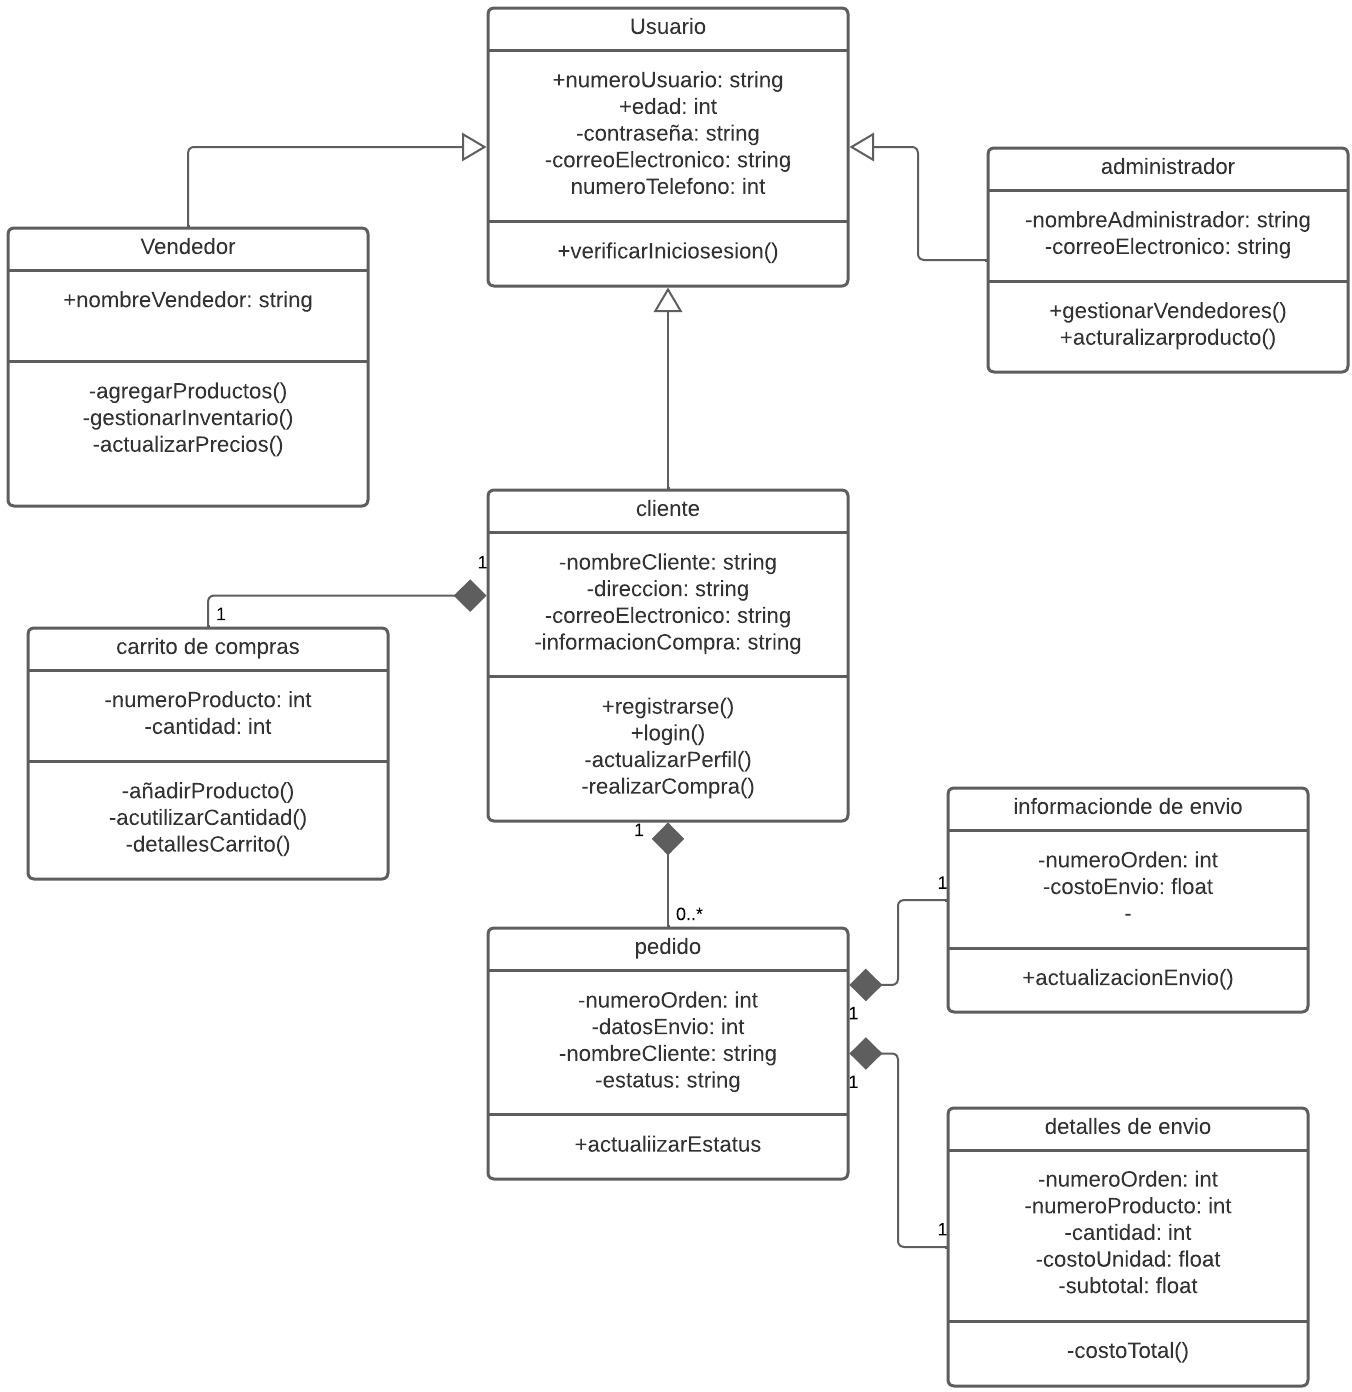 Usuario
+numeroUsuario: string
+edad: int
-contraseña: string
-correoElectronico: string
numeroTelefono: int
+verificarIniciosesion()
administrador
-nombreAdministrador: string
-correoElectronico: string
+gestionarVendedores()
+acturalizarproducto()
Vendedor
+nombreVendedor: string
-agregarProductos()
-gestionarInventario()
-actualizarPrecios()
cliente
-nombreCliente: string
-direccion: string
-correoElectronico: string
-informacionCompra: string
+registrarse()
+login()
-actualizarPerfil()
-realizarCompra()
1
1
carrito de compras
-numeroProducto: int
-cantidad: int
-añadirProducto()
-acutilizarCantidad()
-detallesCarrito()
1
0..*
pedido
-numeroOrden: int
-datosEnvio: int
-nombreCliente: string
-estatus: string
+actualiizarEstatus
1
1
informacionde de envio
-numeroOrden: int
-costoEnvio: float
-
+actualizacionEnvio()
1
1
detalles de envio
-numeroOrden: int
-numeroProducto: int
-cantidad: int
-costoUnidad: float
-subtotal: float
-costoTotal()